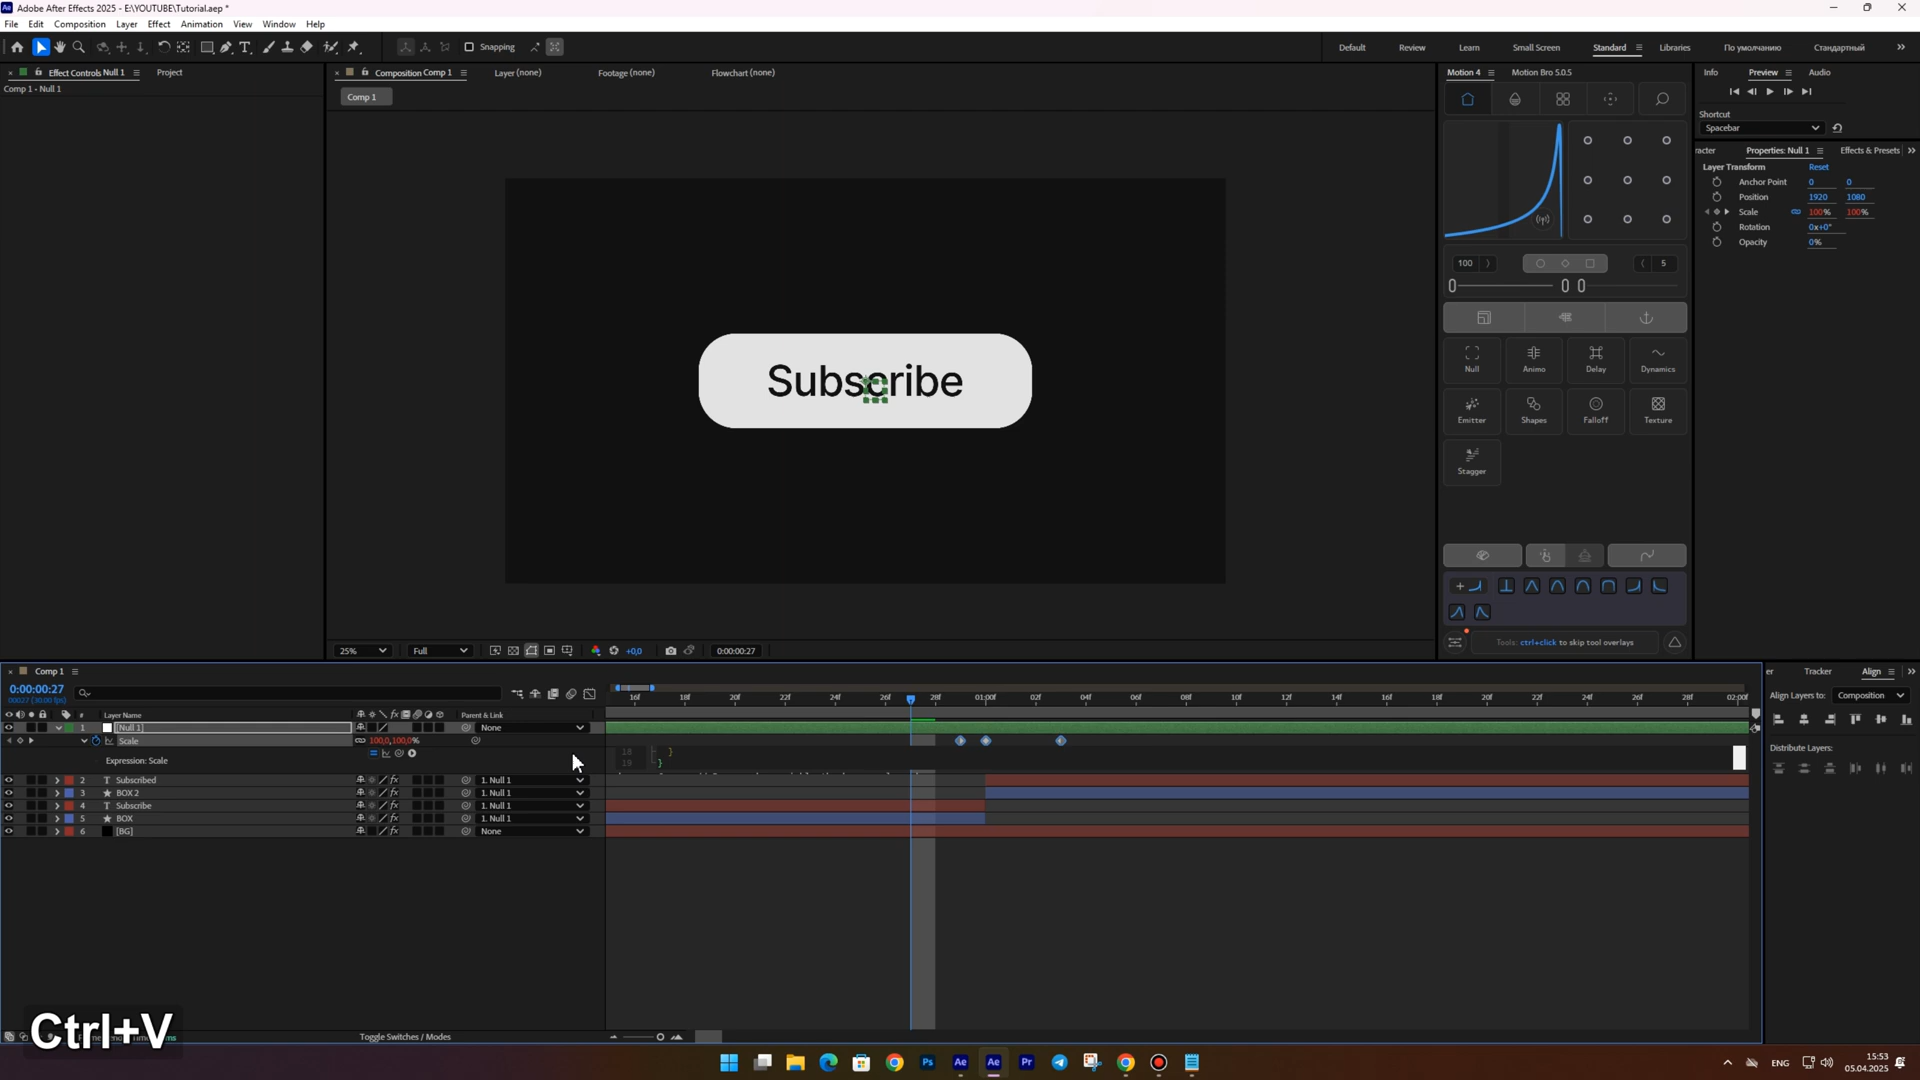 Adobe After Effects 2025 - E:\YOUTUBE\Tutorial.aep *
File Edit Composition Layer Effect Animation View Window Help
Snapping
Default Review Learn Small Screen Standard Libraries По умолчанию Стандартный
Effect Controls Null 1 Project
Composition Comp 1 Layer (none) Footage (none) Flowchart (none)
Motion 4 Motion Bro 5.0.5
Info Preview Audio
Comp 1 - Null 1
Comp 1
Shortcut
Spacebar
racter Properties: Null 1 Effects & Presets
Layer Transform Reset
Anchor Point 0 0
Position 1920 1080
Scale 100% 100%
Rotation 0x+0°
Opacity 0%
100 5
Null Animo Delay Dynamics
Emitter Shapes Falloff Texture
Stagger
Subscribe
Tools: ctrl+click to skip tool overlays
25% Full +0,0 0:00:00:27
Comp 1
er Tracker Align
0:00:00:27
00027 (30.00 fps)
16f 18f 20f 22f 24f 26f 28f 01:00f 02f 04f 06f 08f 10f 12f 14f 16f 18f 20f 22f 24f 26f 28f 02:00f
Align Layers to: Composition
# Layer Name Parent & Link
1 [Null 1] None
Scale 100,0,100,0%
Expression: Scale
18 }
19 }
Distribute Layers:
2 Subscribed 1. Null 1
3 BOX 2 1. Null 1
4 Subscribe 1. Null 1
5 BOX 1. Null 1
6 [BG] None
Ctrl+V
Toggle Switches / Modes
ENG 15:53
05.04.2025